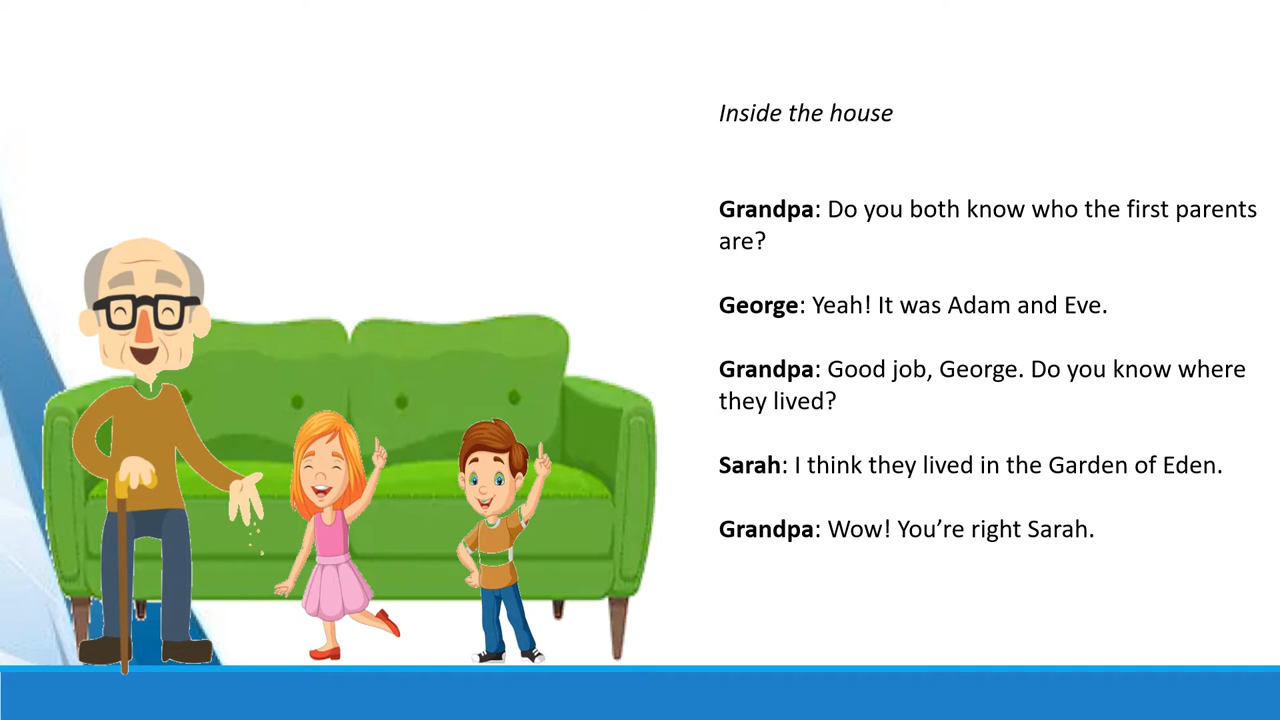 Inside the house
Grandpa: Do you both know who the first parents
are?
George: Yeah! It was Adam and Eve.
Grandpa: Good job, George. Do you know where
they lived?
Sarah: I think they lived in the Garden of Eden.
Grandpa: Wow! You’re right Sarah.